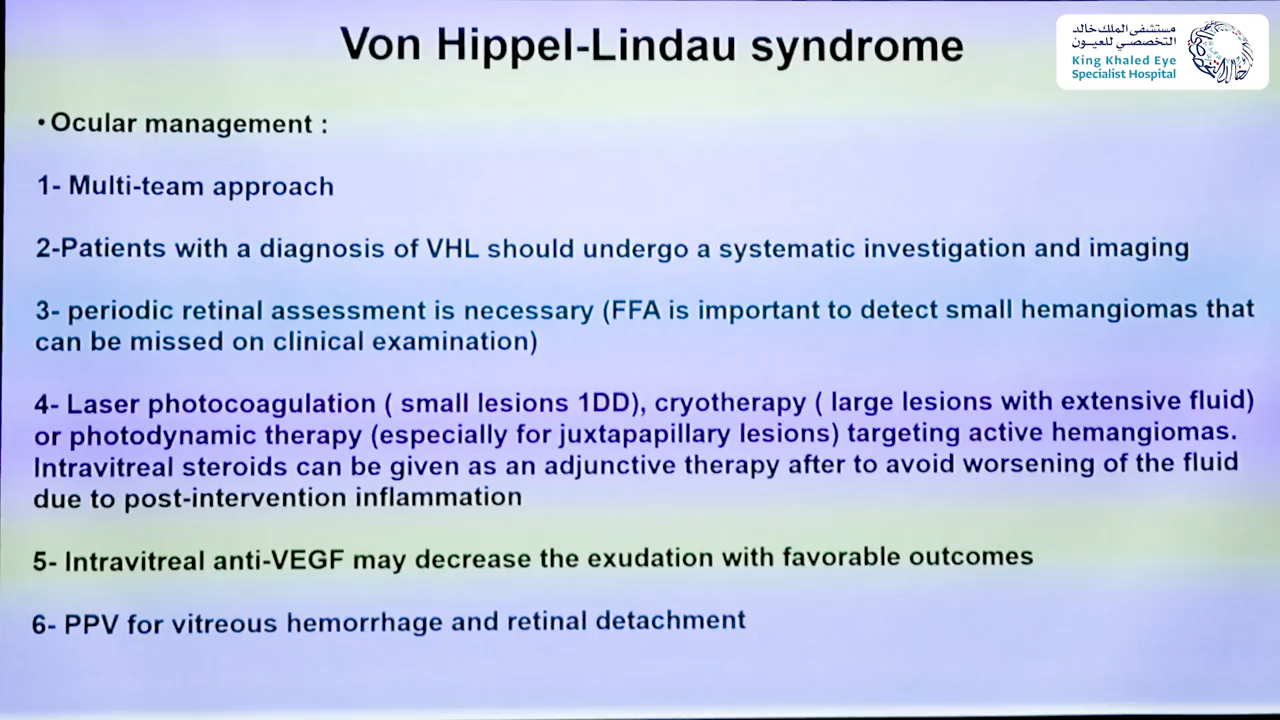 Von Hippel-Lindau syndrome
مستشفى الملك خالد
التخصصي للعيون
King Khaled Eye
Specialist Hospital
•Ocular management :
1- Multi-team approach
2-Patients with a diagnosis of VHL should undergo a systematic investigation and imaging
3- periodic retinal assessment is necessary (FFA is important to detect small hemangiomas that
can be missed on clinical examination)
4- Laser photocoagulation ( small lesions 1DD), cryotherapy ( large lesions with extensive fluid)
or photodynamic therapy (especially for juxtapapillary lesions) targeting active hemangiomas.
Intravitreal steroids can be given as an adjunctive therapy after to avoid worsening of the fluid
due to post-intervention inflammation
5- Intravitreal anti-VEGF may decrease the exudation with favorable outcomes
6- PPV for vitreous hemorrhage and retinal detachment